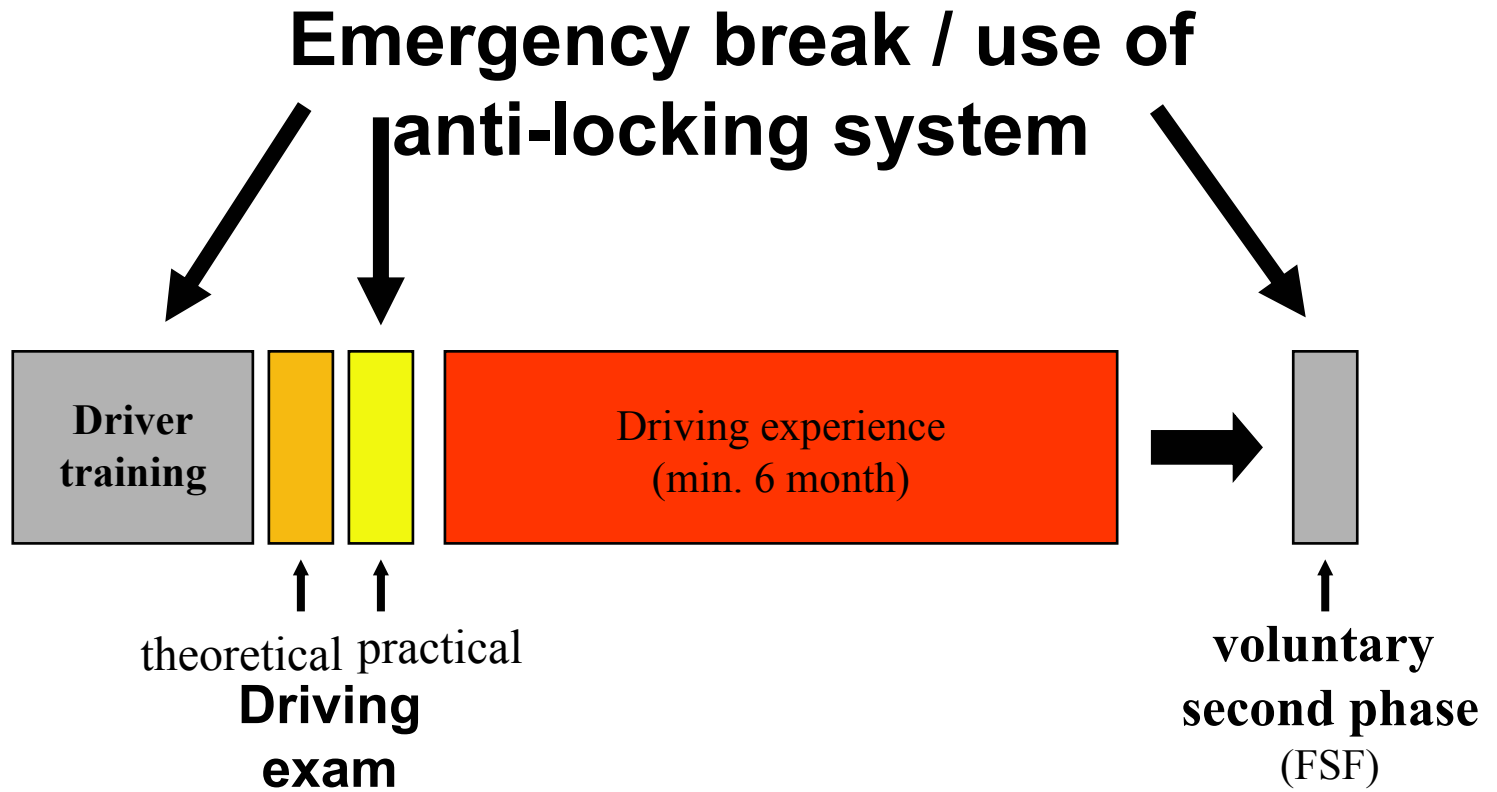 Emergency break / use of
anti-locking system
Driver
training
Driving experience
(min. 6 month)
theoretical practical
Driving
exam
voluntary
second phase
(FSF)